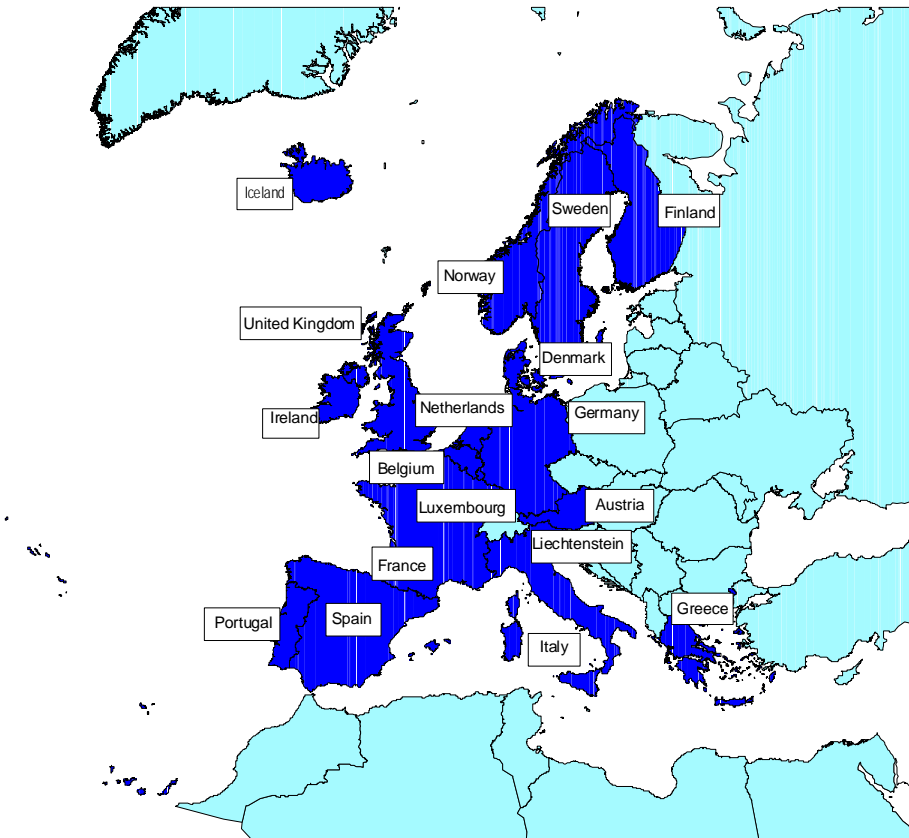 Iceland
Sweden
Finland
Norway
United Kingdom
Denmark
Netherlands
Germany
Ireland
Belgium
Luxembourg
Austria
Liechtenstein
France
Greece
Portugal
Spain
Italy